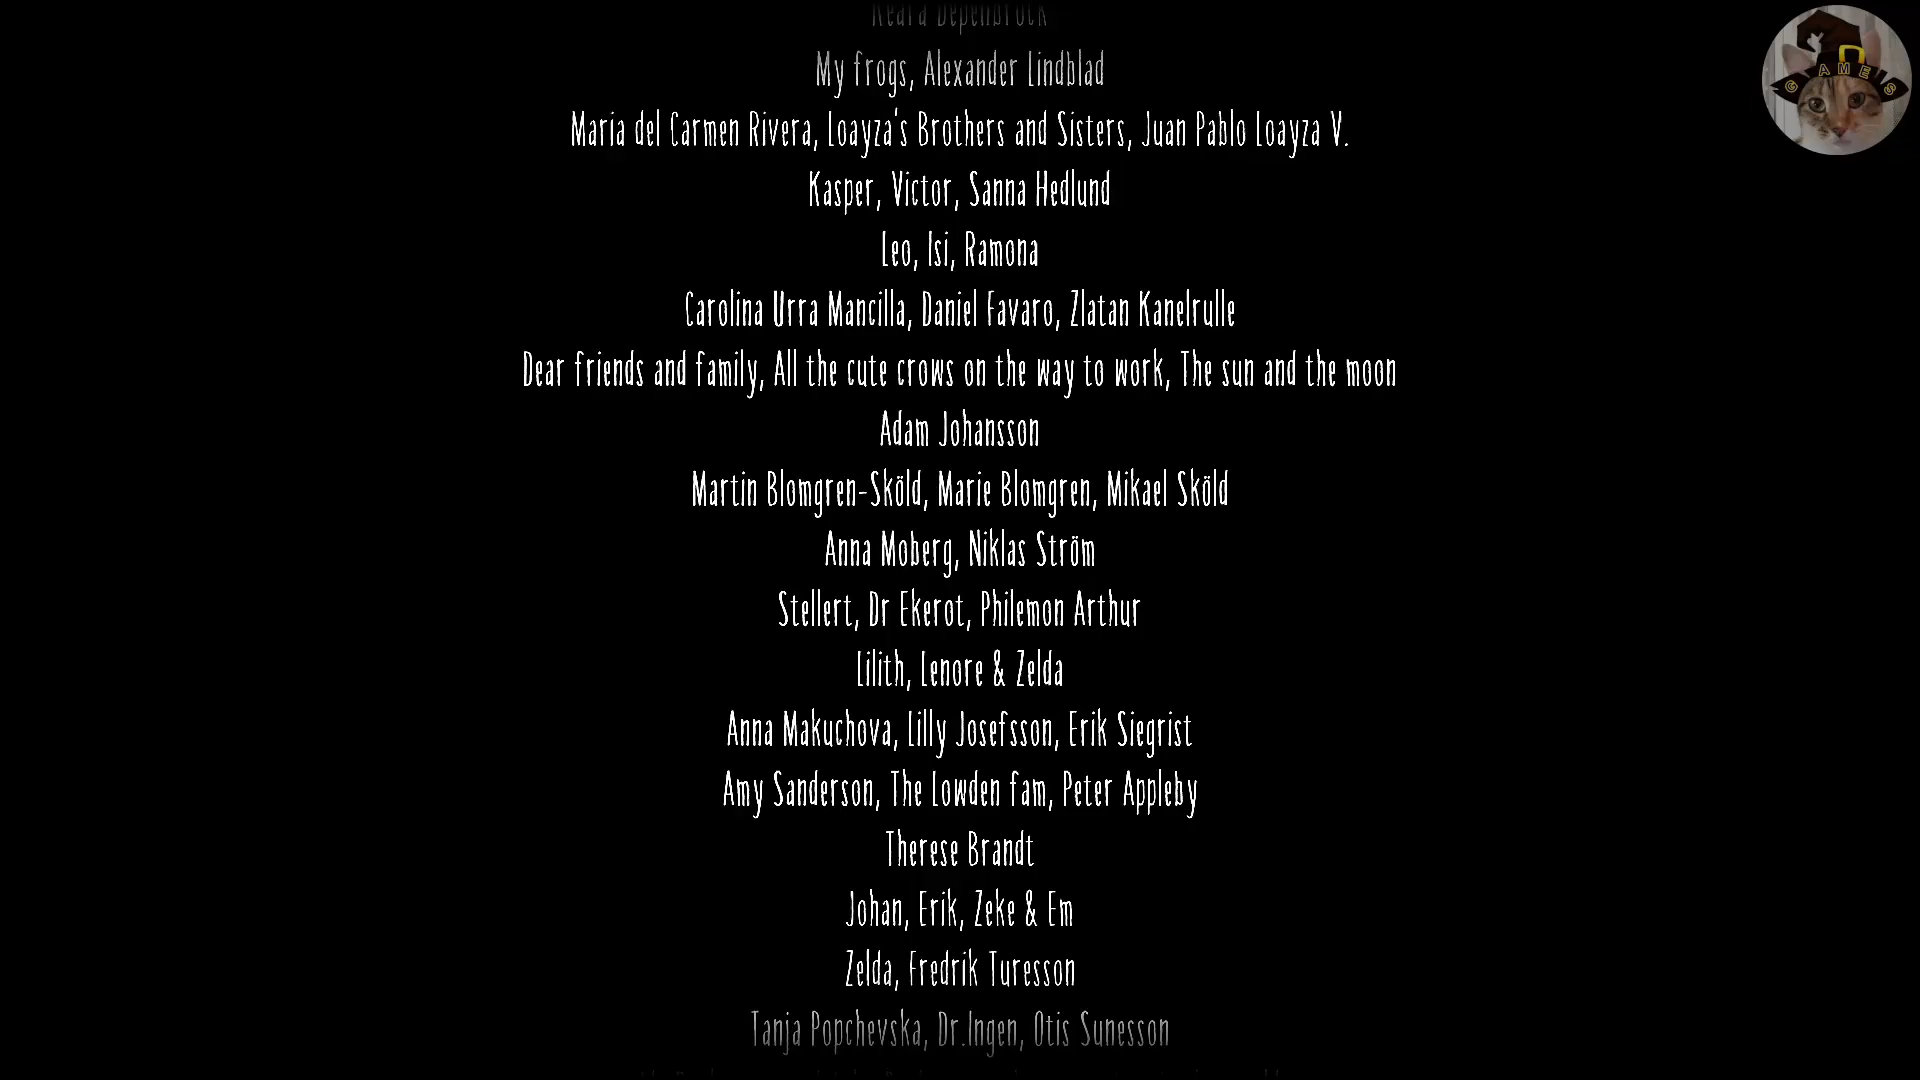 Keara Depenbrock
My frogs, Alexander Lindblad
Maria del Carmen Rivera, Loayza's Brothers and Sisters, Juan Pablo Loayza V.
Kasper, Victor, Sanna Hedlund
Leo, Isi, Ramona
Carolina Urra Mancilla, Daniel Favaro, Zlatan Kanelrulle
Dear friends and family, All the cute crows on the way to work, The sun and the moon
Adam Johansson
Martin Blomgren-Sköld, Marie Blomgren, Mikael Sköld
Anna Moberg, Niklas Ström
Stellert, Dr Ekerot, Philemon Arthur
Lilith, Lenore & Zelda
Anna Makuchova, Lilly Josefsson, Erik Siegrist
Amy Sanderson, The Lowden fam, Peter Appleby
Therese Brandt
Johan, Erik, Zeke & Em
Zelda, Fredrik Turesson
Tanja Popchevska, Dr.Ingen, Otis Sunesson
GAMES